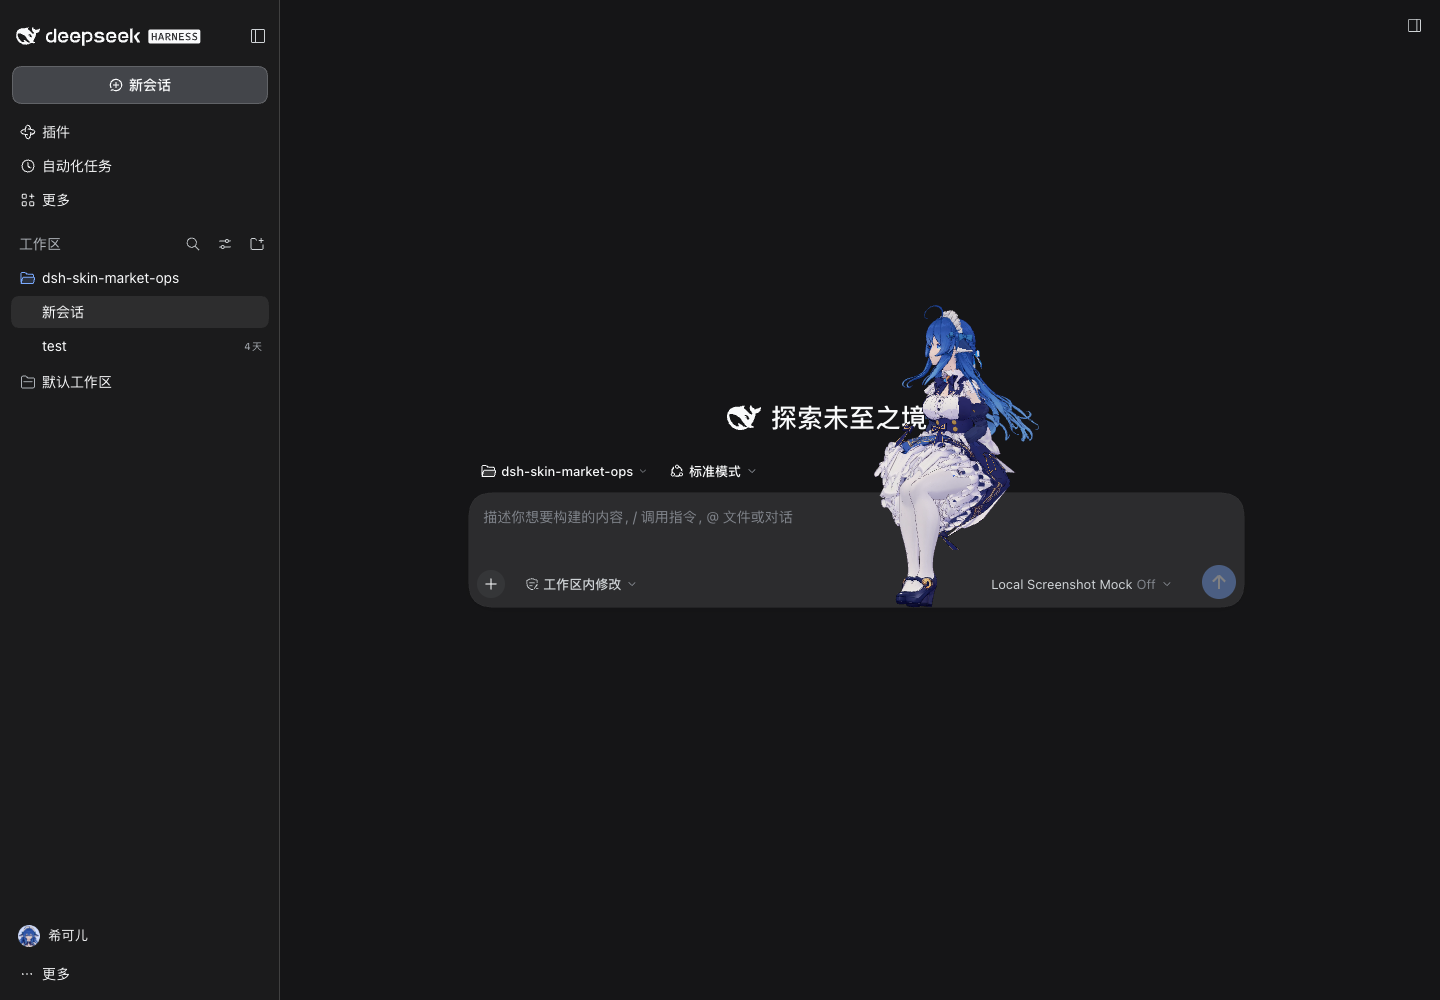 deepseek HARNESS
新会话
插件
自动化任务
更多
工作区
dsh-skin-market-ops
新会话
test 4天
默认工作区
希可儿
更多
探索未至之境
dsh-skin-market-ops 标准模式
描述你想要构建的内容, / 调用指令, @ 文件或对话
工作区内修改 Local Screenshot Mock Off